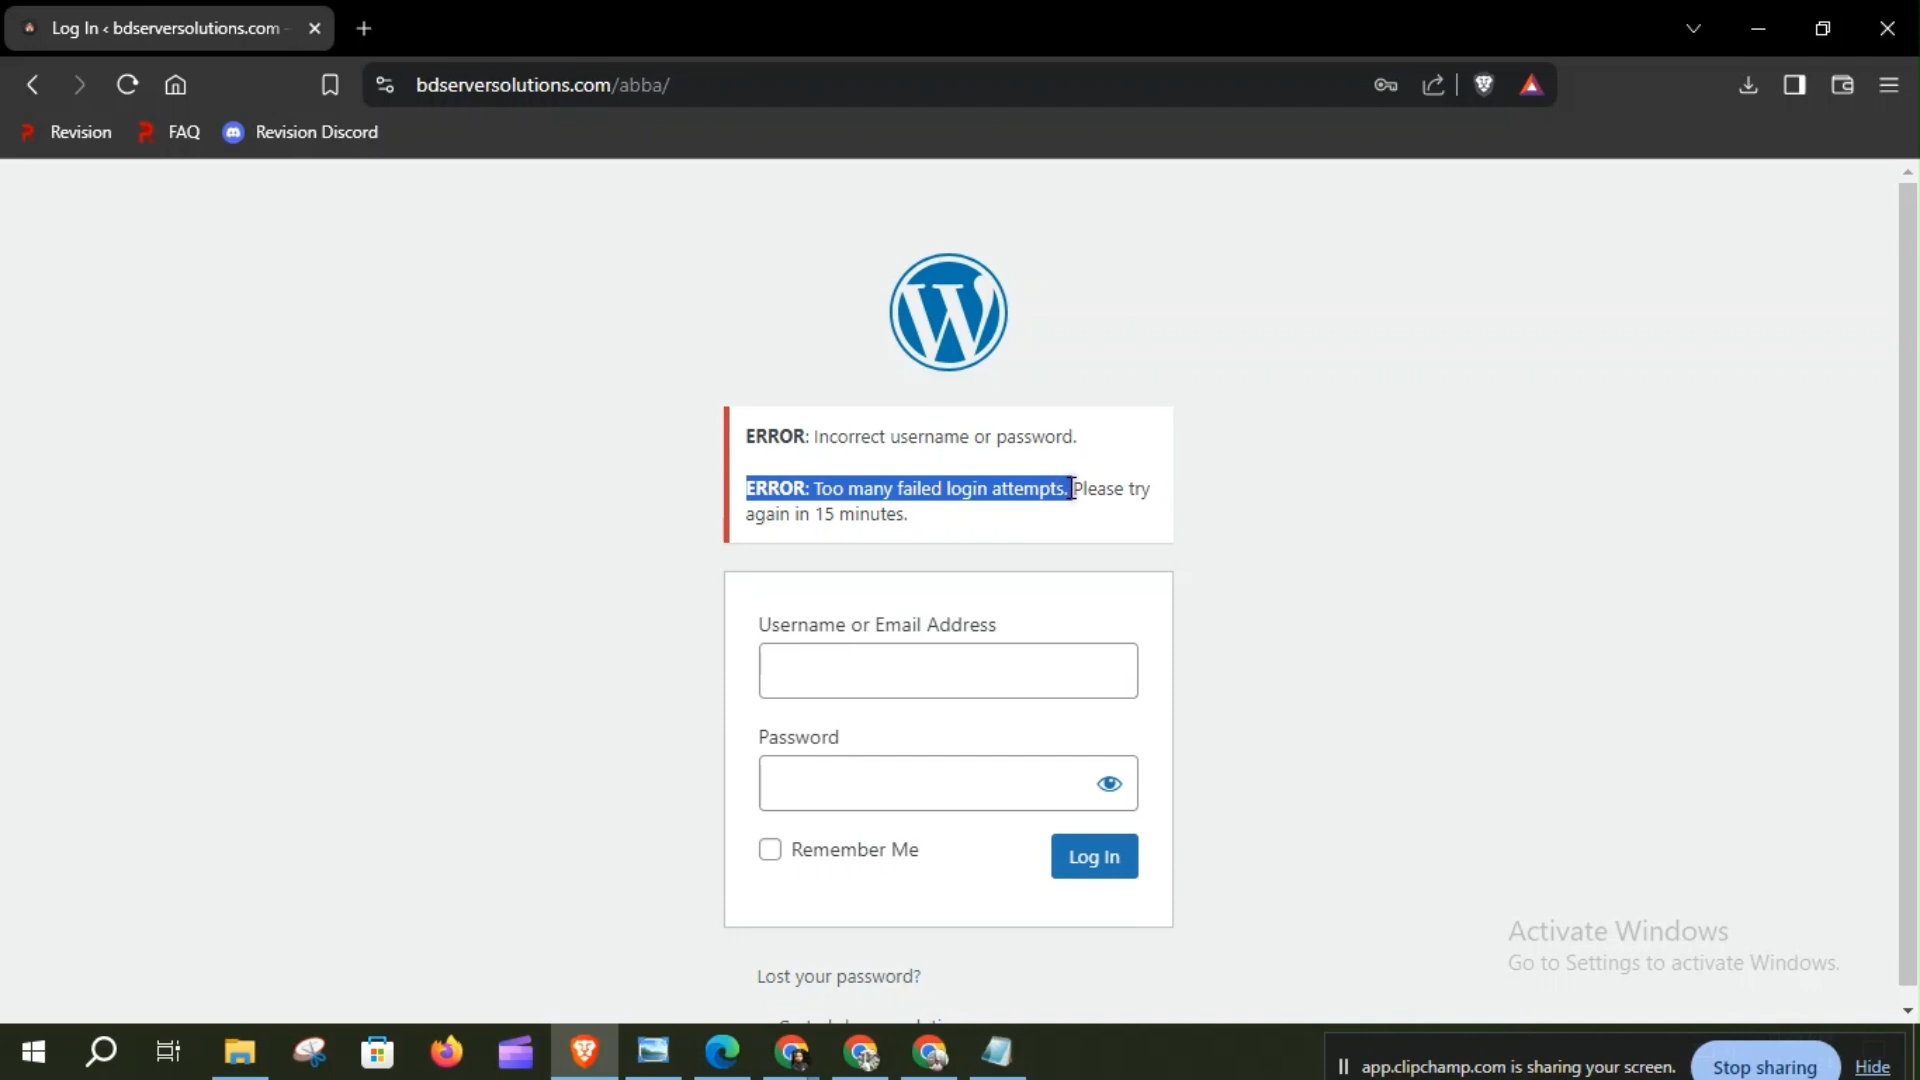 Log In ‹ bdserversolutions.com
bdserversolutions.com/abba/
Revision
FAQ
Revision Discord
ERROR: Incorrect username or password.
ERROR: Too many failed login attempts. Please try
again in 15 minutes.
Username or Email Address
Password
Remember Me
Log In
Lost your password?
Activate Windows
Go to Settings to activate Windows.
app.clipchamp.com is sharing your screen.
Stop sharing
Hide